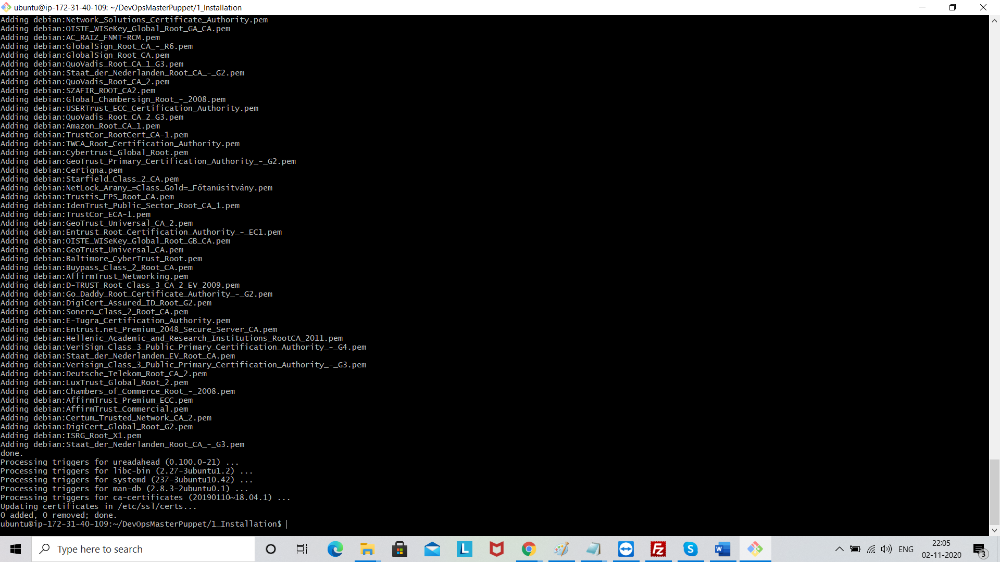 ubuntu@ip-172-31-40-109: ~/DevOpsMasterPuppet/1_Installation
Adding debian:Network_Solutions_Certificate_Authority.pem
Adding debian:OISTE_WISeKey_Global_Root_GA_CA.pem
Adding debian:AC_RAIZ_FNMT-RCM.pem
Adding debian:GlobalSign_Root_CA_-_R6.pem
Adding debian:GlobalSign_Root_CA.pem
Adding debian:QuoVadis_Root_CA_1_G3.pem
Adding debian:Staat_der_Nederlanden_Root_CA_-_G2.pem
Adding debian:QuoVadis_Root_CA_2.pem
Adding debian:SZAFIR_ROOT_CA2.pem
Adding debian:Global_Chambersign_Root_-_2008.pem
Adding debian:USERTrust_ECC_Certification_Authority.pem
Adding debian:QuoVadis_Root_CA_2_G3.pem
Adding debian:Amazon_Root_CA_1.pem
Adding debian:TrustCor_RootCert_CA-1.pem
Adding debian:TWCA_Root_Certification_Authority.pem
Adding debian:Cybertrust_Global_Root.pem
Adding debian:GeoTrust_Primary_Certification_Authority_-_G2.pem
Adding debian:Certigna.pem
Adding debian:Starfield_Class_2_CA.pem
Adding debian:NetLock_Arany_=Class_Gold=_Főtanúsítvány.pem
Adding debian:Trustis_FPS_Root_CA.pem
Adding debian:IdenTrust_Public_Sector_Root_CA_1.pem
Adding debian:TrustCor_ECA-1.pem
Adding debian:GeoTrust_Universal_CA_2.pem
Adding debian:Entrust_Root_Certification_Authority_-_EC1.pem
Adding debian:OISTE_WISeKey_Global_Root_GB_CA.pem
Adding debian:GeoTrust_Universal_CA.pem
Adding debian:Baltimore_CyberTrust_Root.pem
Adding debian:Buypass_Class_2_Root_CA.pem
Adding debian:AffirmTrust_Networking.pem
Adding debian:D-TRUST_Root_Class_3_CA_2_EV_2009.pem
Adding debian:Go_Daddy_Root_Certificate_Authority_-_G2.pem
Adding debian:DigiCert_Assured_ID_Root_G2.pem
Adding debian:Sonera_Class_2_Root_CA.pem
Adding debian:E-Tugra_Certification_Authority.pem
Adding debian:Entrust.net_Premium_2048_Secure_Server_CA.pem
Adding debian:Hellenic_Academic_and_Research_Institutions_RootCA_2011.pem
Adding debian:VeriSign_Class_3_Public_Primary_Certification_Authority_-_G4.pem
Adding debian:Staat_der_Nederlanden_EV_Root_CA.pem
Adding debian:Verisign_Class_3_Public_Primary_Certification_Authority_-_G3.pem
Adding debian:Deutsche_Telekom_Root_CA_2.pem
Adding debian:LuxTrust_Global_Root_2.pem
Adding debian:Chambers_of_Commerce_Root_-_2008.pem
Adding debian:AffirmTrust_Premium_ECC.pem
Adding debian:AffirmTrust_Commercial.pem
Adding debian:Certum_Trusted_Network_CA_2.pem
Adding debian:DigiCert_Global_Root_G2.pem
Adding debian:ISRG_Root_X1.pem
Adding debian:Staat_der_Nederlanden_Root_CA_-_G3.pem
done.
Processing triggers for ureadahead (0.100.0-21) ...
Processing triggers for libc-bin (2.27-3ubuntu1.2) ...
Processing triggers for systemd (237-3ubuntu10.42) ...
Processing triggers for man-db (2.8.3-2ubuntu0.1) ...
Processing triggers for ca-certificates (20190110~18.04.1) ...
Updating certificates in /etc/ssl/certs...
0 added, 0 removed; done.
ubuntu@ip-172-31-40-109:~/DevOpsMasterPuppet/1_Installation$
Type here to search
L
Fz
S
W
ENG
22:05
02-11-2020
3